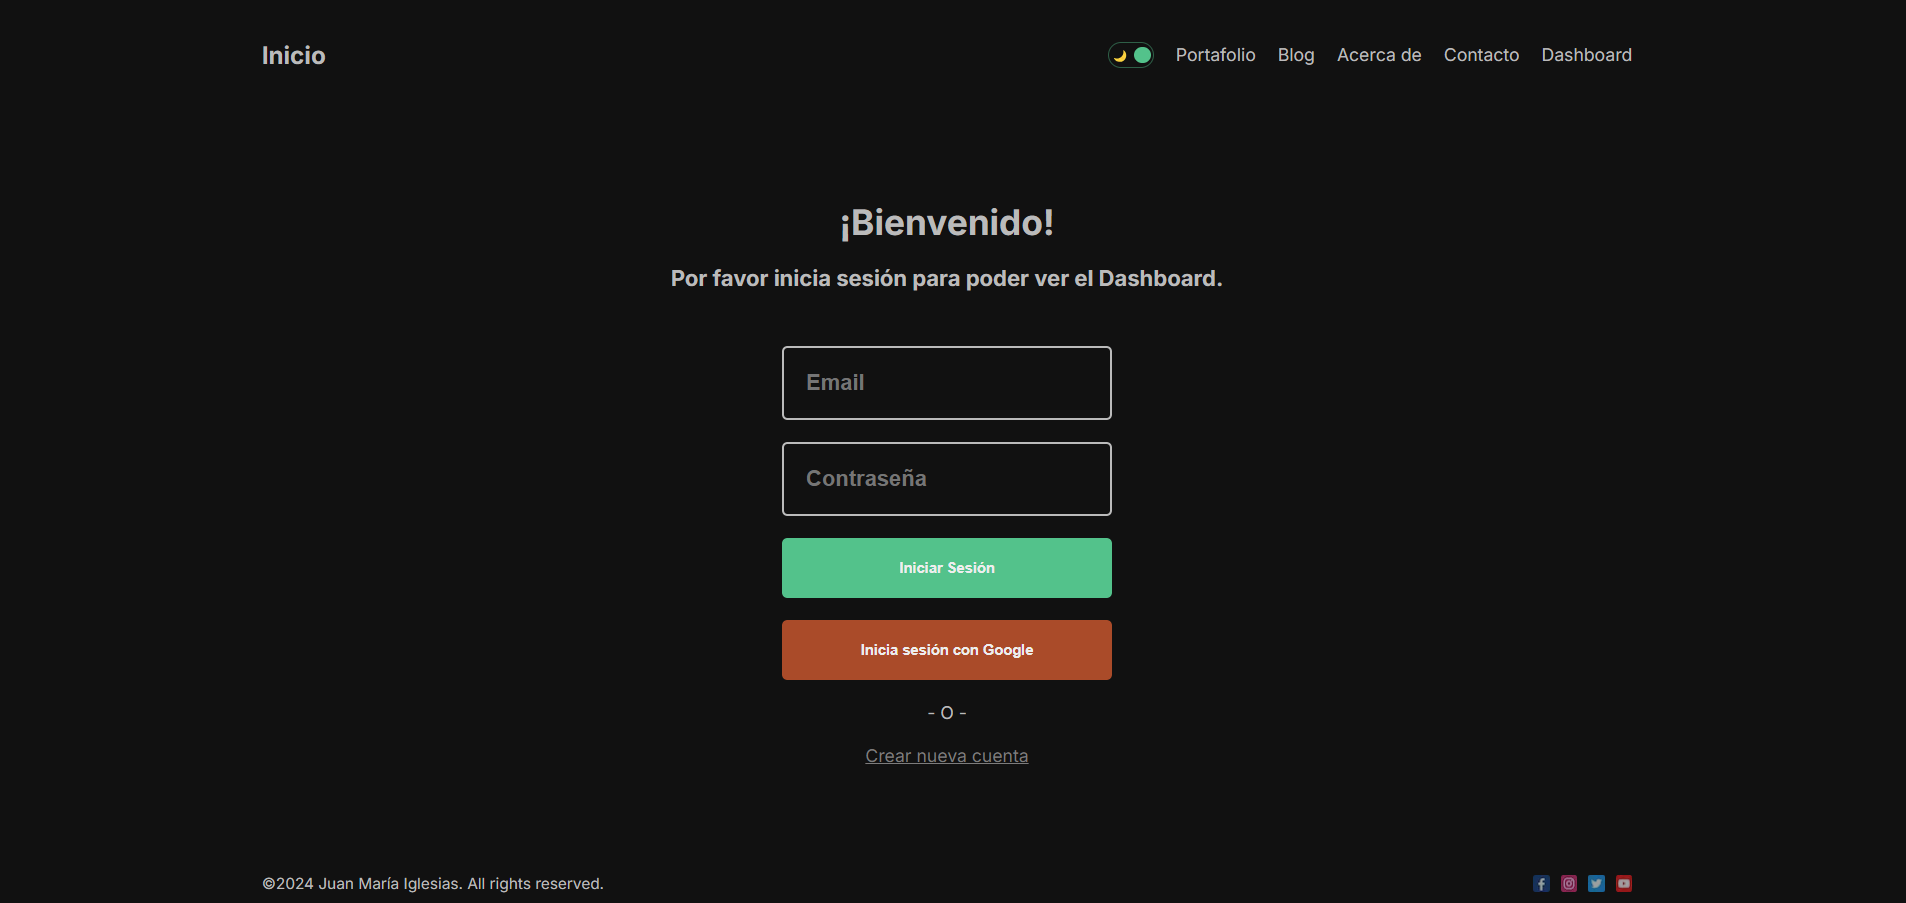 Inicio
Portafolio Blog Acerca de Contacto Dashboard
¡Bienvenido!
Por favor inicia sesión para poder ver el Dashboard.
Email
Contraseña
Iniciar Sesión
Inicia sesión con Google
- O -
Crear nueva cuenta
©2024 Juan María Iglesias. All rights reserved.